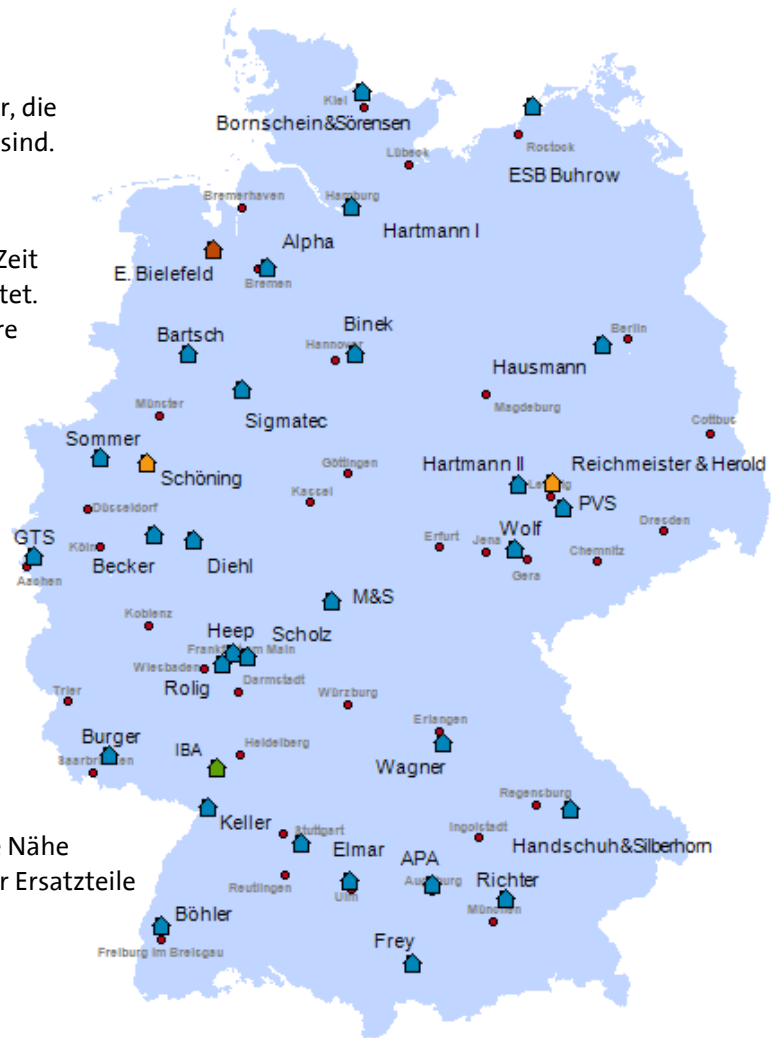 r, die
sind.
Zeit
tet.
re
e Nähe
r Ersatzteile
Kiel
Bornschein&Sörensen
Lübeck
Rostock
ESB Buhrow
Bremerhaven
Hamburg
Hartmann I
Alpha
E. Bielefeld
Bremen
Bartsch
Binek
Hannover
Berlin
Hausmann
Sigmatec
Magdeburg
Münster
Cottbus
Sommer
Schöning
Göttingen
Kassel
Hartmann II
Reichmeister & Herold
PVS
Düsseldorf
Dresden
GTS
Köln
Becker
Diehl
Erfurt
Jena
Wolf
Gera
Chemnitz
Aachen
M&S
Koblenz
Heep
Scholz
Wiesbaden
Rolig
Darmstadt
Trier
Würzburg
Erlangen
Burger
IBA
Heidelberg
Wagner
Regensburg
Keller
Stuttgart
Ingolstadt
Handschuh&Silberhorn
Elmar
APA
Reutlingen
Ulm
Richter
München
Böhler
Freiburg im Breisgau
Frey